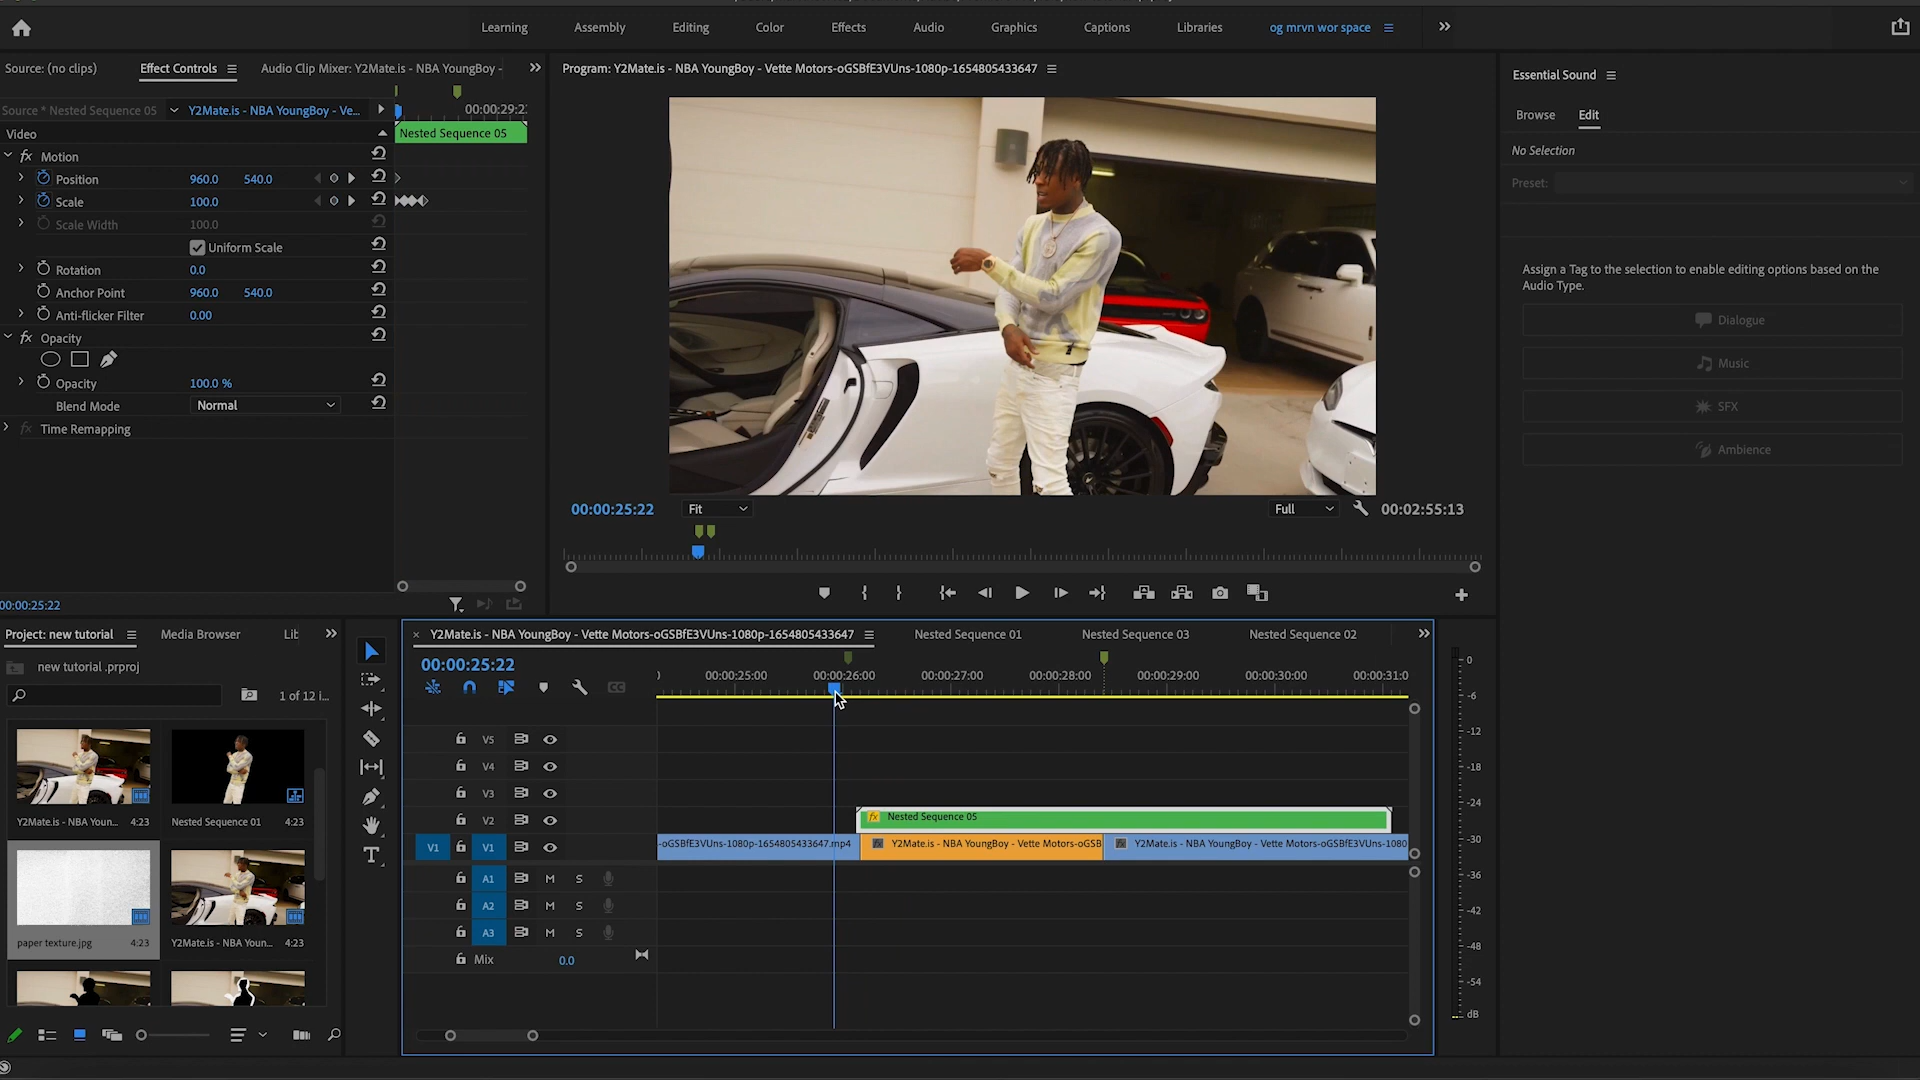 Learning
Assembly
Editing
Color
Effects
Audio
Graphics
Captions
Libraries
og mrvn wor space
Source: (no clips)
Effect Controls
Audio Clip Mixer: Y2Mate.is - NBA YoungBoy -
Source * Nested Sequence 05
Y2Mate.is - NBA YoungBoy - Ve...
00:00:29:2
Video
Nested Sequence 05
fx Motion
Position 960.0 540.0
Scale 100.0
Scale Width 100.0
Uniform Scale
Rotation 0.0
Anchor Point 960.0 540.0
Anti-flicker Filter 0.00
fx Opacity
Opacity 100.0 %
Blend Mode Normal
fx Time Remapping
00:00:25:22
Program: Y2Mate.is - NBA YoungBoy - Vette Motors-oGSBfE3VUns-1080p-1654805433647
00:00:25:22
Fit
Full
00:02:55:13
Essential Sound
Browse
Edit
No Selection
Preset:
Assign a Tag to the selection to enable editing options based on the
Audio Type.
Dialogue
Music
SFX
Ambience
Project: new tutorial
Media Browser
Lit
new tutorial .prproj
1 of 12 i...
Y2Mate.is - NBA Youn... 4:23
Nested Sequence 01 4:23
paper texture.jpg 4:23
Y2Mate.is - NBA Youn... 4:23
Y2Mate.is - NBA YoungBoy - Vette Motors-oGSBfE3VUns-1080p-1654805433647
Nested Sequence 01
Nested Sequence 03
Nested Sequence 02
00:00:25:22
00:00:25:00
00:00:26:00
00:00:27:00
00:00:28:00
00:00:29:00
00:00:30:00
00:00:31:0
V5
V4
V3
V2
fx Nested Sequence 05
V1 V1
-oGSBfE3VUns-1080p-1654805433647.mp4
fx Y2Mate.is - NBA YoungBoy - Vette Motors-oGSB
fx Y2Mate.is - NBA YoungBoy - Vette Motors-oGSBfE3VUns-1080
A1 M S
A2 M S
A3 M S
Mix 0.0
0
-6
-12
-18
-24
-30
-36
-42
-48
-54
dB